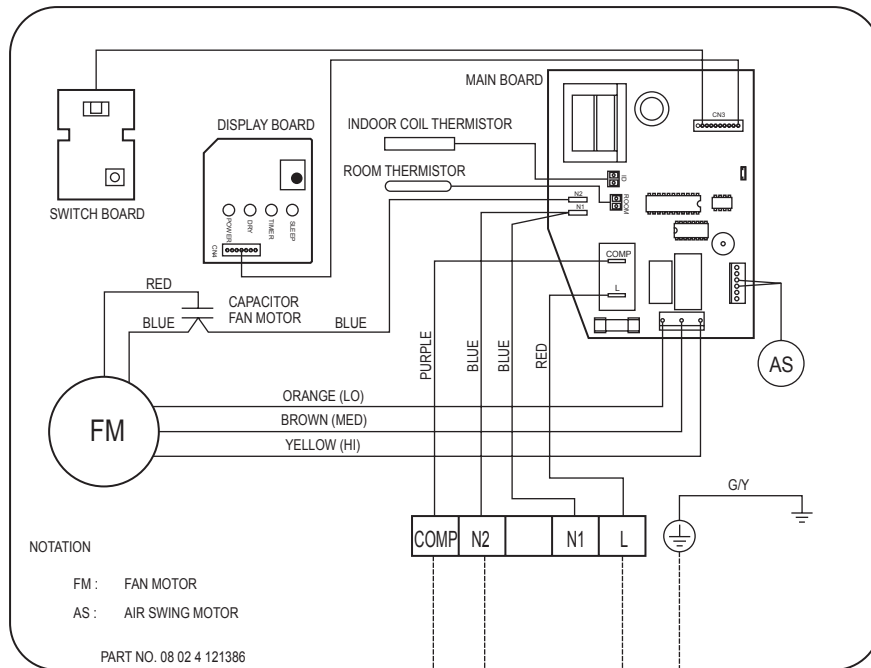 MAIN BOARD
CN3
DISPLAY BOARD
INDOOR COIL THERMISTOR
ROOM THERMISTOR
ID
ROOM
N2
N1
SWITCH BOARD
POWER
DRY
TIMER
SLEEP
CN4
COMP
L
RED
CAPACITOR
FAN MOTOR
BLUE
BLUE
PURPLE
BLUE
BLUE
RED
AS
FM
ORANGE (LO)
BROWN (MED)
YELLOW (HI)
G/Y
COMP
N2
N1
L
NOTATION
FM : FAN MOTOR
AS : AIR SWING MOTOR
PART NO. 08 02 4 121386